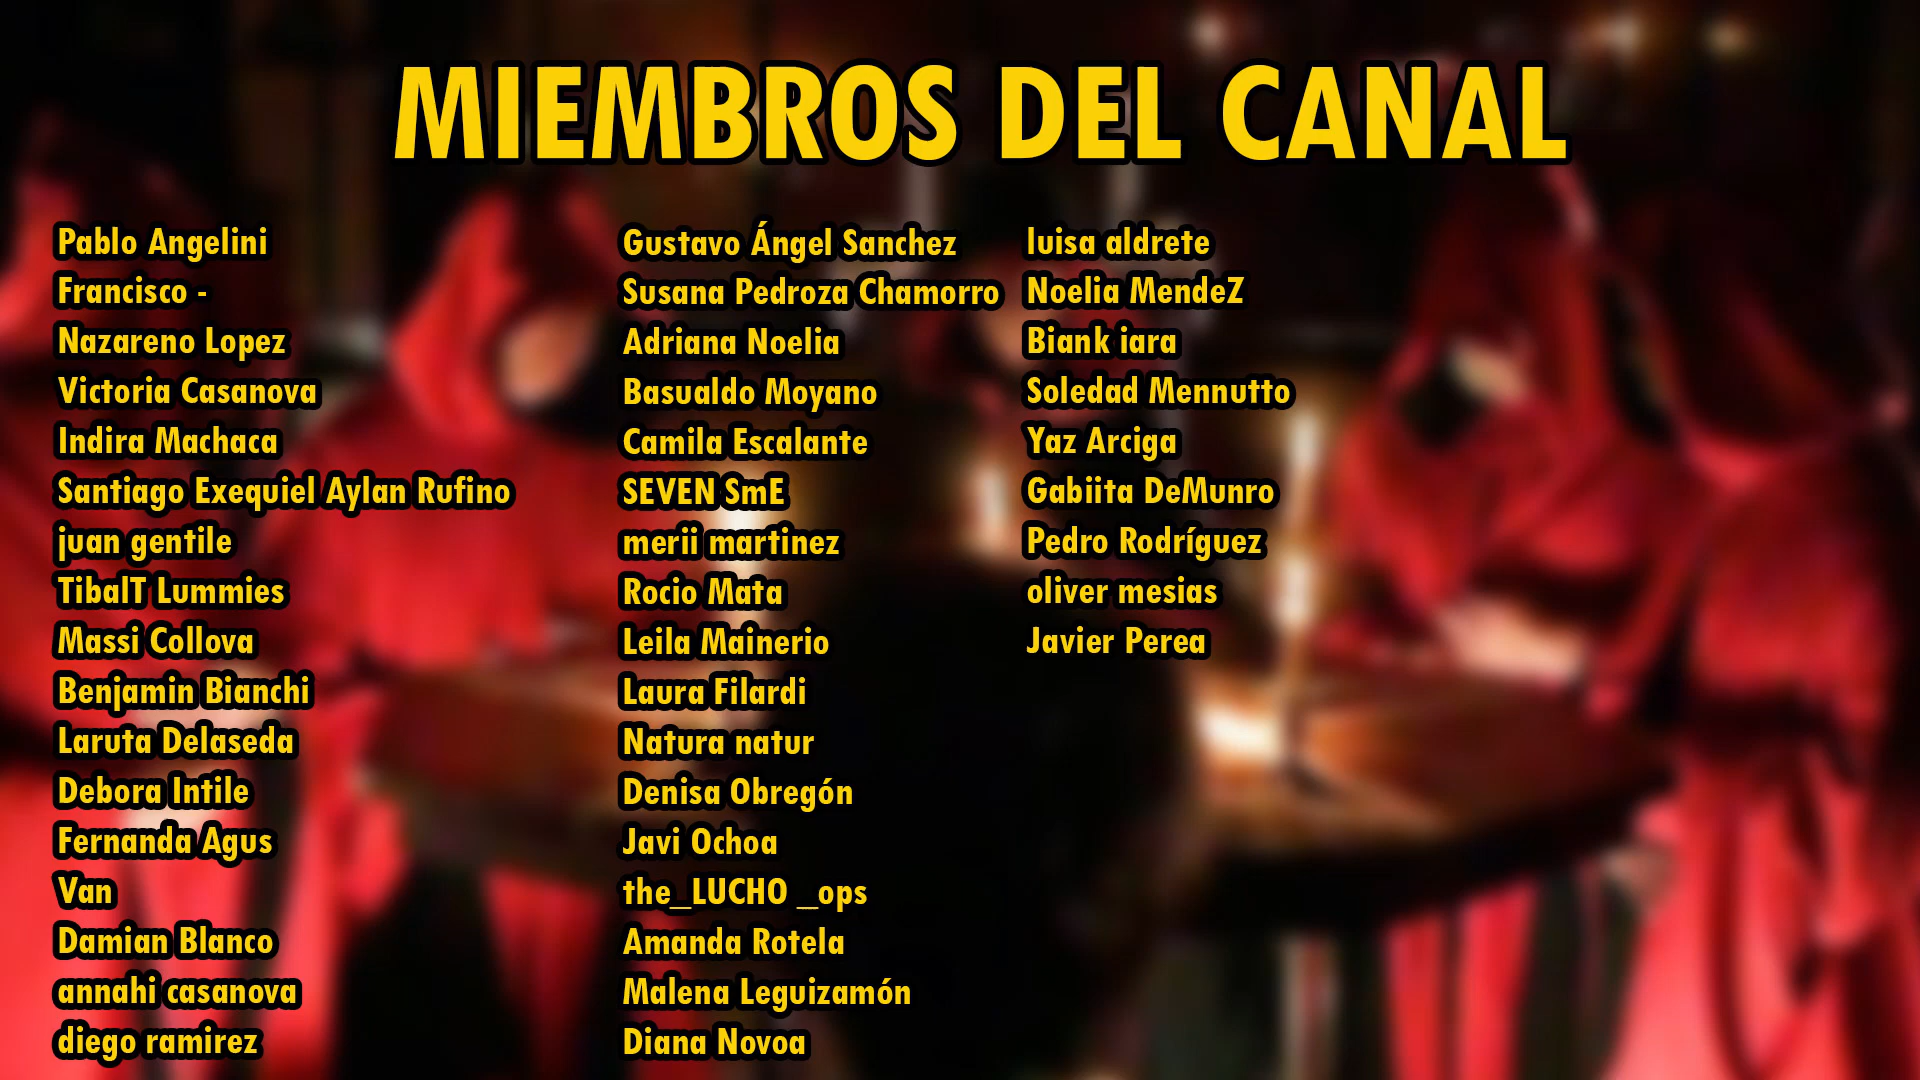 MIEMBROS DEL CANAL
Pablo Angelini
Francisco -
Nazareno Lopez
Victoria Casanova
Indira Machaca
Santiago Exequiel Aylan Rufino
juan gentile
TibalT Lummies
Massi Collova
Benjamin Bianchi
Laruta Delaseda
Debora Intile
Fernanda Agus
Van
Damian Blanco
annahi casanova
diego ramirez
Gustavo Ángel Sanchez
Susana Pedroza Chamorro
Adriana Noelia
Basualdo Moyano
Camila Escalante
SEVEN SmE
merii martinez
Rocio Mata
Leila Mainerio
Laura Filardi
Natura natur
Denisa Obregón
Javi Ochoa
the_LUCHO _ops
Amanda Rotela
Malena Leguizamón
Diana Novoa
luisa aldrete
Noelia MendeZ
Biank iara
Soledad Mennutto
Yaz Arciga
Gabiita DeMunro
Pedro Rodríguez
oliver mesias
Javier Perea